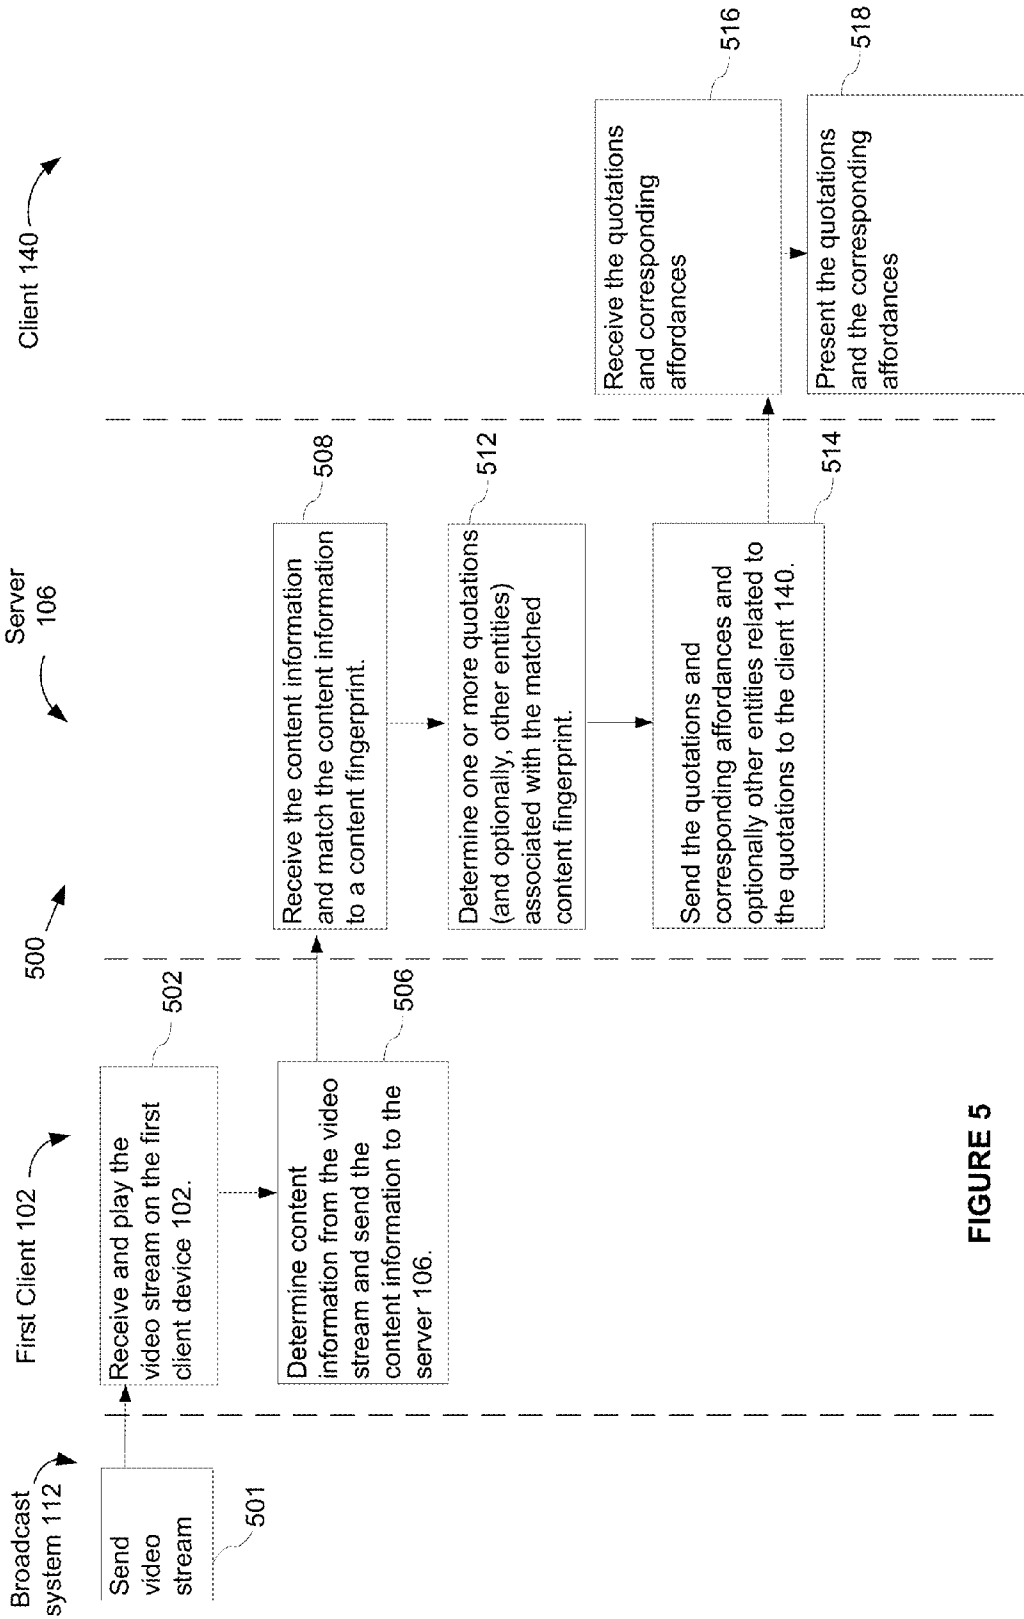 Broadcast
system 112
First Client 102
500
Server
106
Client 140
Send
video
stream
501
Receive and play the
video stream on the first
client device 102.
502
Determine content
information from the video
stream and send the
content information to the
server 106.
506
Receive the content information
and match the content information
to a content fingerprint.
508
Determine one or more quotations
(and optionally, other entities)
associated with the matched
content fingerprint.
512
Send the quotations and
corresponding affordances and
optionally other entities related to
the quotations to the client 140.
514
Receive the quotations
and corresponding
affordances
516
Present the quotations
and the corresponding
affordances
518
FIGURE 5